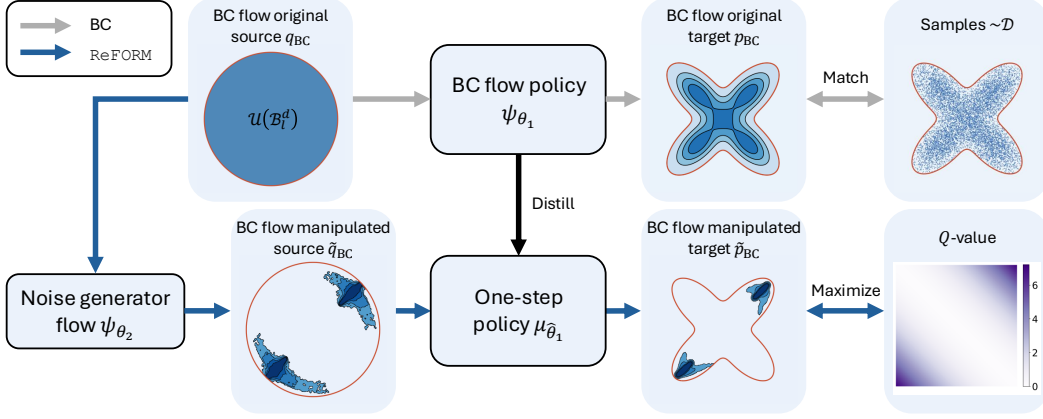 BC
ReFORM
BC flow original
source q_BC
𝒰(ℬ_l^d)
BC flow policy
ψ_θ₁
BC flow original
target p_BC
Match
Samples ~𝒟
Distill
Noise generator
flow ψ_θ₂
BC flow manipulated
source q̃_BC
One-step
policy μ_θ̂₁
BC flow manipulated
target p̃_BC
Maximize
Q-value
6
4
2
0